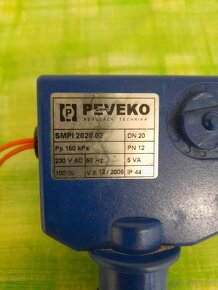 P PEVEKO
REGULAČNÍ TECHNIKA
SMPI 2020.02 DN 20
Pp 160 kPa PN 12
230 V AC 50 Hz 5 VA
100 % V.č. 12/2009 IP 44